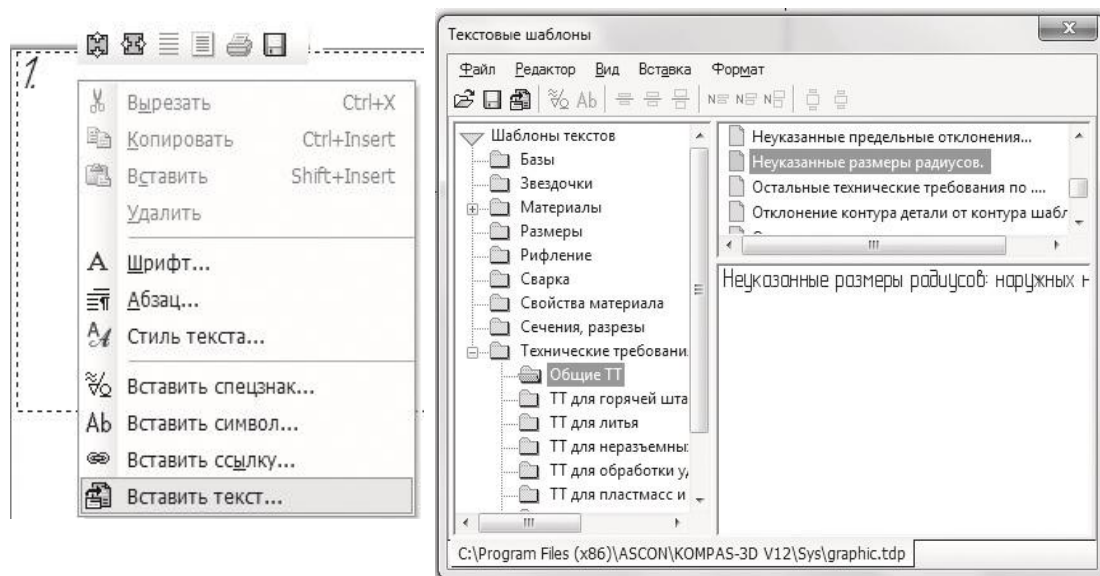 1.
Вырезать Ctrl+X
Копировать Ctrl+Insert
Вставить Shift+Insert
Удалить
Шрифт...
Абзац...
Стиль текста...
Вставить спецзнак...
Вставить символ...
Вставить ссылку...
Вставить текст...
Текстовые шаблоны
Файл Редактор Вид Вставка Формат
Шаблоны текстов
Базы
Звездочки
Материалы
Размеры
Рифление
Сварка
Свойства материала
Сечения, разрезы
Технические требовани
Общие ТТ
ТТ для горячей шта
ТТ для литья
ТТ для неразъемны
ТТ для обработки у
ТТ для пластмасс и
Неуказанные предельные отклонения...
Неуказанные размеры радиусов.
Остальные технические требования по ....
Отклонение контура детали от контура шабл
Неуказанные размеры радиусов: наружных н
C:\Program Files (x86)\ASCON\KOMPAS-3D V12\Sys\graphic.tdp